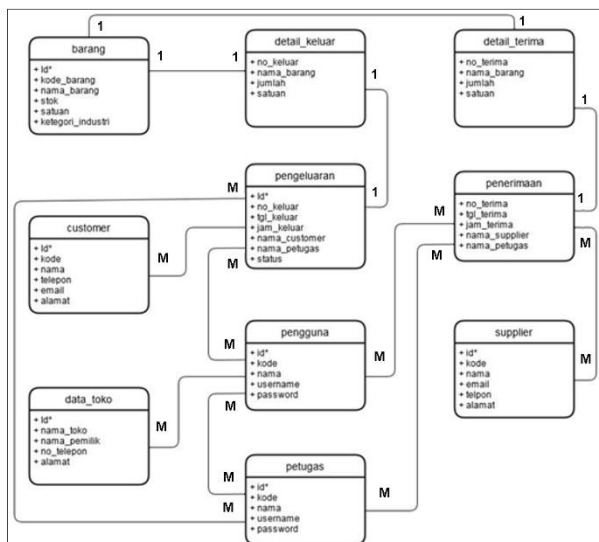 1
1
barang
+ Id*
+ kode_barang
+ nama_barang
+ stok
+ satuan
+ ketegori_industri
1
1
detail_keluar
+ no_keluar
+ nama_barang
+ jumlah
+ satuan
1
detail_terima
+ no_terima
+ nama_barang
+ jumlah
+ satuan
1
M
pengeluaran
+ Id*
+ no_keluar
+ tgl_keluar
+ jam_keluar
+ nama_customer
+ nama_petugas
+ status
1
M
penerimaan
+ no_terima
+ tgl_terima
+ jam_terima
+ nama_supplier
+ nama_petugas
1
M
M
customer
+ Id*
+ kode
+ nama
+ telepon
+ email
+ alamat
M
M
M
pengguna
+ id*
+ kode
+ nama
+ username
+ password
M
M
supplier
+ id*
+ kode
+ nama
+ email
+ telpon
+ alamat
M
data_toko
+ Id*
+ nama_toko
+ nama_pemilik
+ no_telepon
+ alamat
M
M
M
M
petugas
+ id*
+ kode
+ nama
+ username
+ password
M